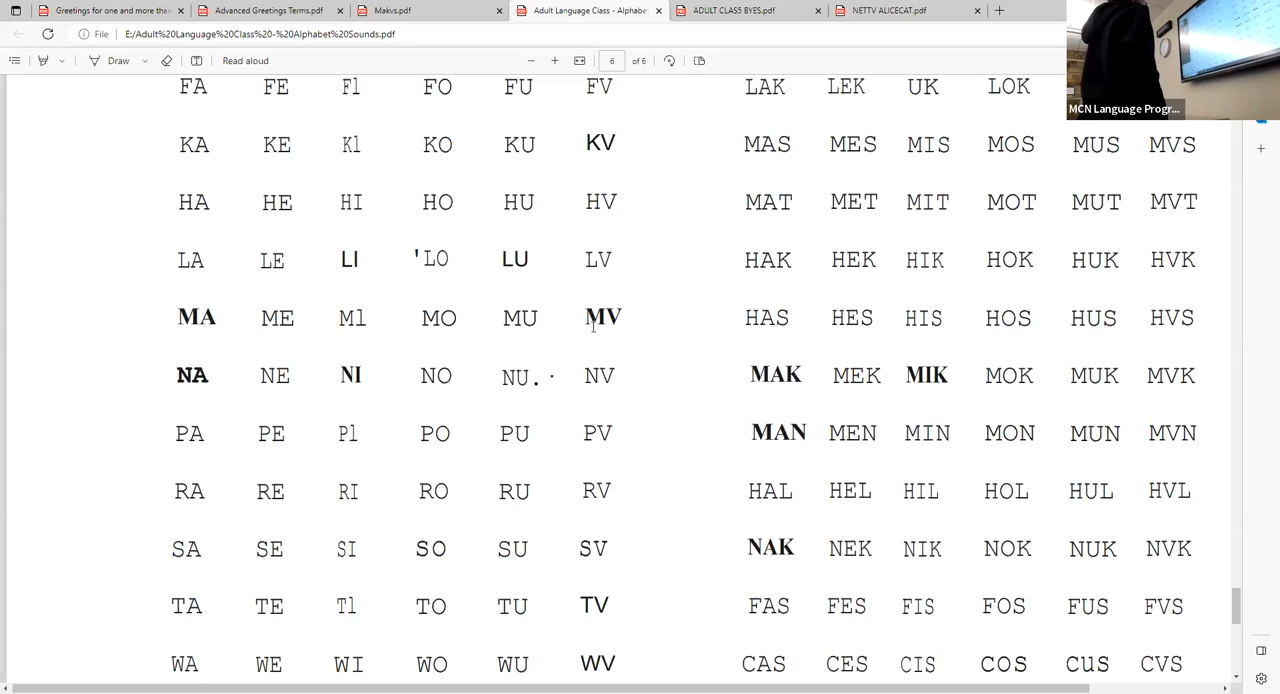 Greetings for one and more than
Advanced Greetings Terms.pdf
Makvs.pdf
Adult Language Class - Alphabe
ADULT CLAS5 BYES.pdf
NETTV ALICECAT.pdf
File E:/Adult%20Language%20Class%20-%20Alphabet%20Sounds.pdf
Draw Read aloud 6 of 6
MCN Language Progr...
FA FE Fl FO FU FV LAK LEK UK LOK
KA KE Kl KO KU KV MAS MES MIS MOS MUS MVS
HA HE HI HO HU HV MAT MET MIT MOT MUT MVT
LA LE LI 'LO LU LV HAK HEK HIK HOK HUK HVK
MA ME Ml MO MU MV HAS HES HIS HOS HUS HVS
NA NE NI NO NU. · NV MAK MEK MIK MOK MUK MVK
PA PE Pl PO PU PV MAN MEN MIN MON MUN MVN
RA RE RI RO RU RV HAL HEL HIL HOL HUL HVL
SA SE SI SO SU SV NAK NEK NIK NOK NUK NVK
TA TE Tl TO TU TV FAS FES FIS FOS FUS FVS
WA WE WI WO WU WV CAS CES CIS COS CUS CVS